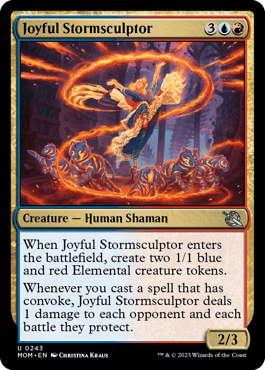 Joyful Stormsculptor 3
Creature — Human Shaman
When Joyful Stormsculptor enters
the battlefield, create two 1/1 blue
and red Elemental creature tokens.
Whenever you cast a spell that has
convoke, Joyful Stormsculptor deals
1 damage to each opponent and each
battle they protect.
2/3
U 0243
MOM • EN CHRISTINA KRAUS
™ & © 2023 Wizards of the Coast